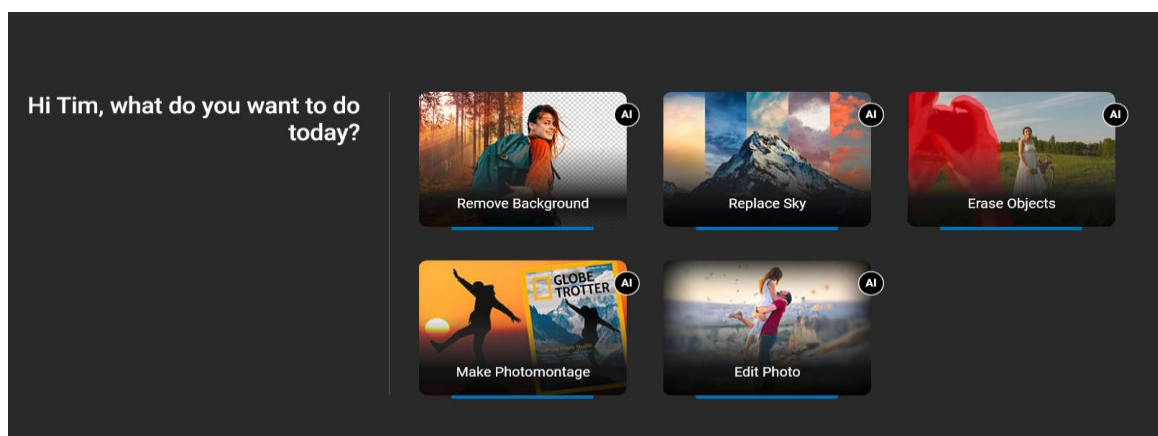 Hi Tim, what do you want to do
today?
AI
Remove Background
AI
Replace Sky
AI
Erase Objects
GLOBE
TROTTER
AI
Make Photomontage
AI
Edit Photo